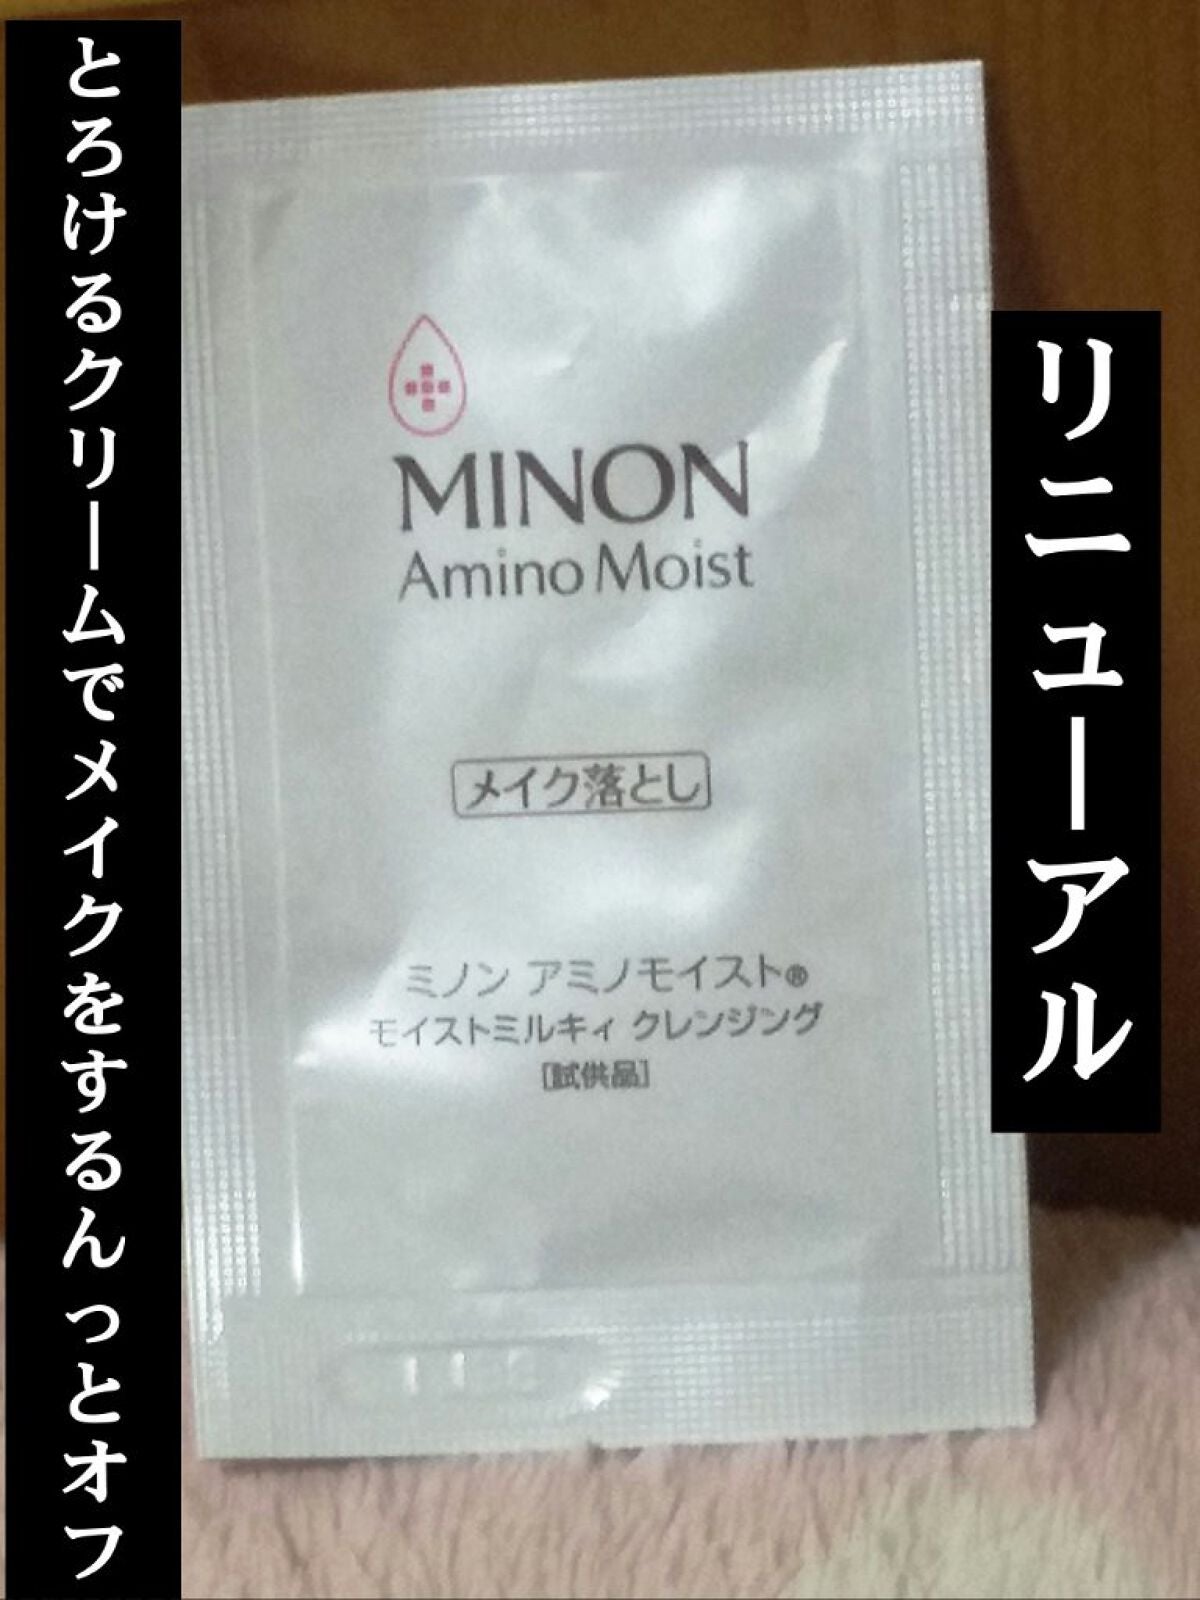 リニューアル
とろけるクリームでメイクをするんっとオフ
MINON
Amino Moist
メイク落とし
ミノン アミノモイスト®
モイストミルキィ クレンジング
[試供品]